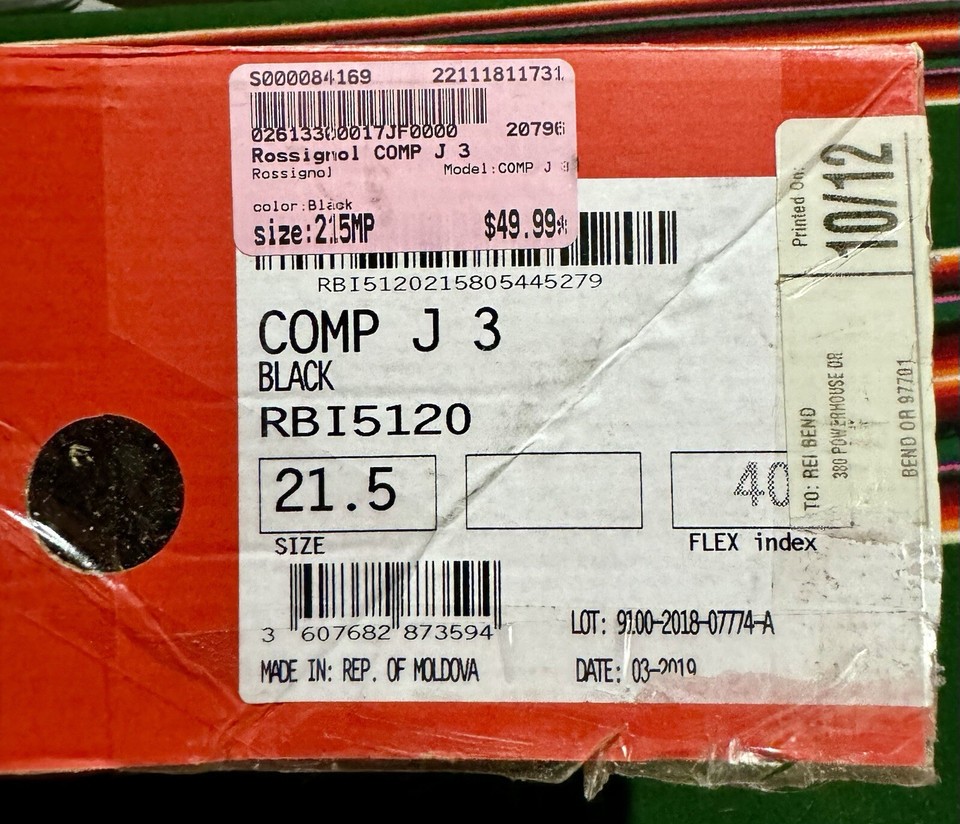 S000084169 22111811731
02613300017JF0000 20796
Rossignol COMP J 3
Rossignol Model:COMP J 3
color:Black
size:215MP $49.99*
RBI5120215805445279
COMP J 3
BLACK
RBI5120
21.5
40
SIZE
FLEX index
3 607682 873594
LOT: 9100-2018-07774-A
MADE IN: REP. OF MOLDOVA
DATE: 03-2019
Printed On: 10/12
TO: REI BEND
380 POWERHOUSE DR
BEND OR 97701